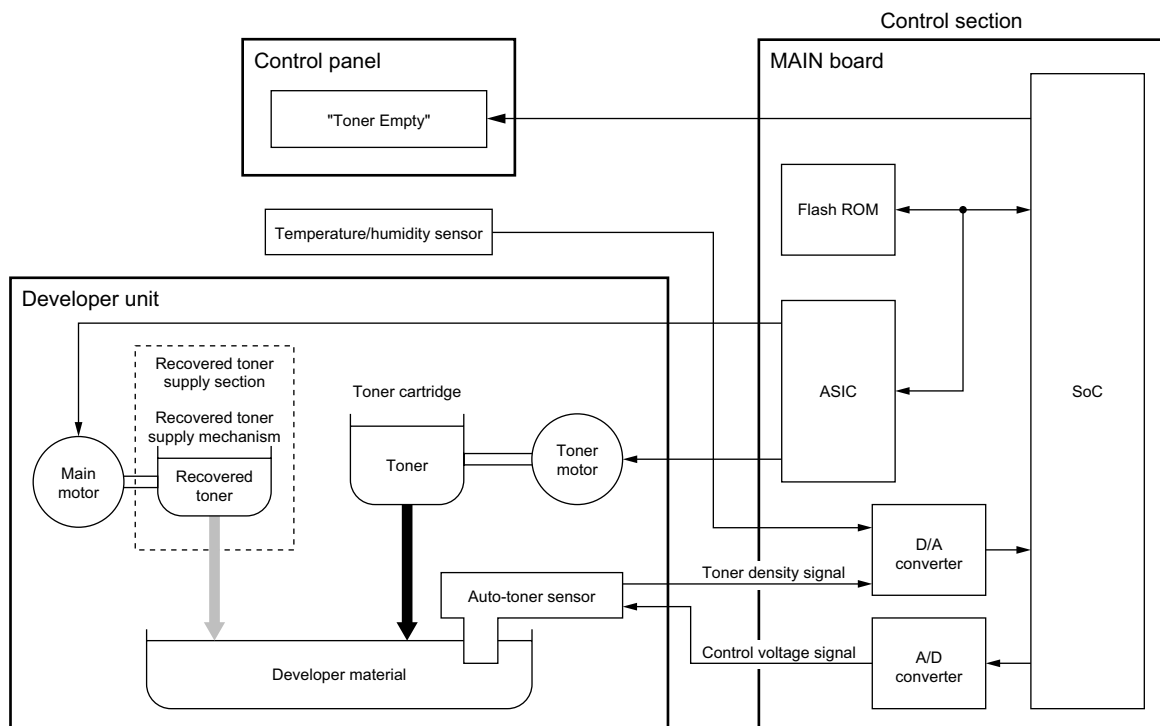 Control section
Control panel
MAIN board
"Toner Empty"
Flash ROM
Temperature/humidity sensor
Developer unit
Recovered toner
supply section
Toner cartridge
ASIC
SoC
Recovered toner
supply mechanism
Main
motor
Recovered
toner
Toner
Toner
motor
D/A
converter
Toner density signal
Auto-toner sensor
Control voltage signal
A/D
converter
Developer material